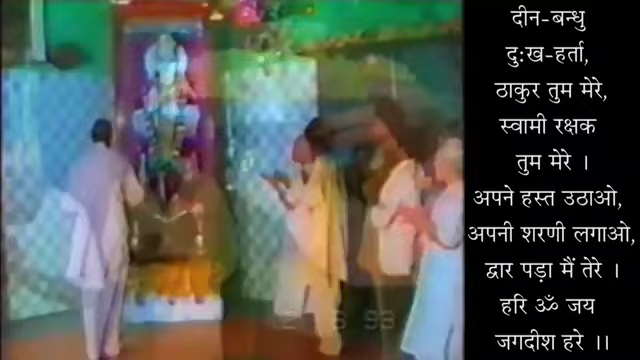 दीन-बन्धु
दुःख-हर्ता,
ठाकुर तुम मेरे,
स्वामी रक्षक
तुम मेरे ।
अपने हस्त उठाओ,
अपनी शरणी लगाओ,
द्वार पड़ा मैं तेरे ।
हरि ॐ जय
जगदीश हरे ।।